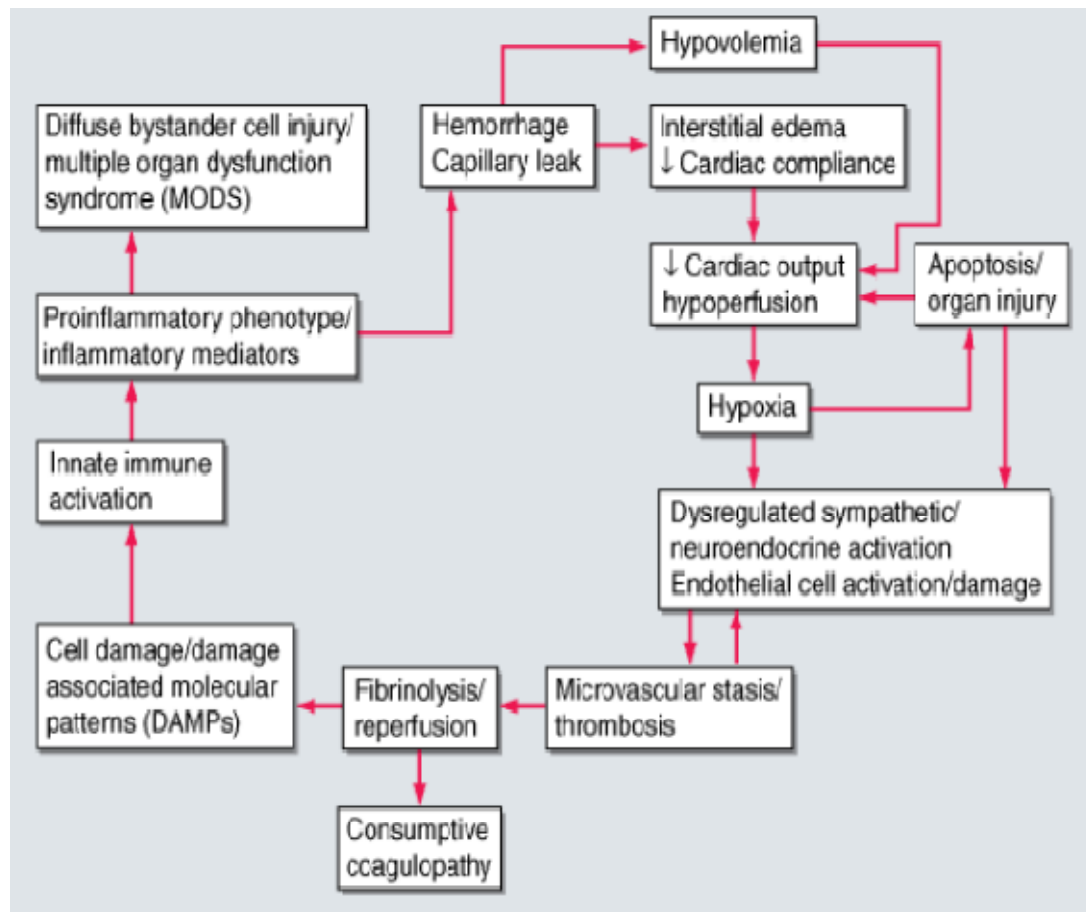 Hypovolemia
Diffuse bystander cell injury/
multiple organ dysfunction
syndrome (MODS)
Hemorrhage
Capillary leak
Interstitial edema
↓ Cardiac compliance
↓ Cardiac output
hypoperfusion
Apoptosis/
organ injury
Proinflammatory phenotype/
inflammatory mediators
Hypoxia
Innate immune
activation
Dysregulated sympathetic/
neuroendocrine activation
Endothelial cell activation/damage
Cell damage/damage
associated molecular
patterns (DAMPs)
Fibrinolysis/
reperfusion
Microvascular stasis/
thrombosis
Consumptive
coagulopathy